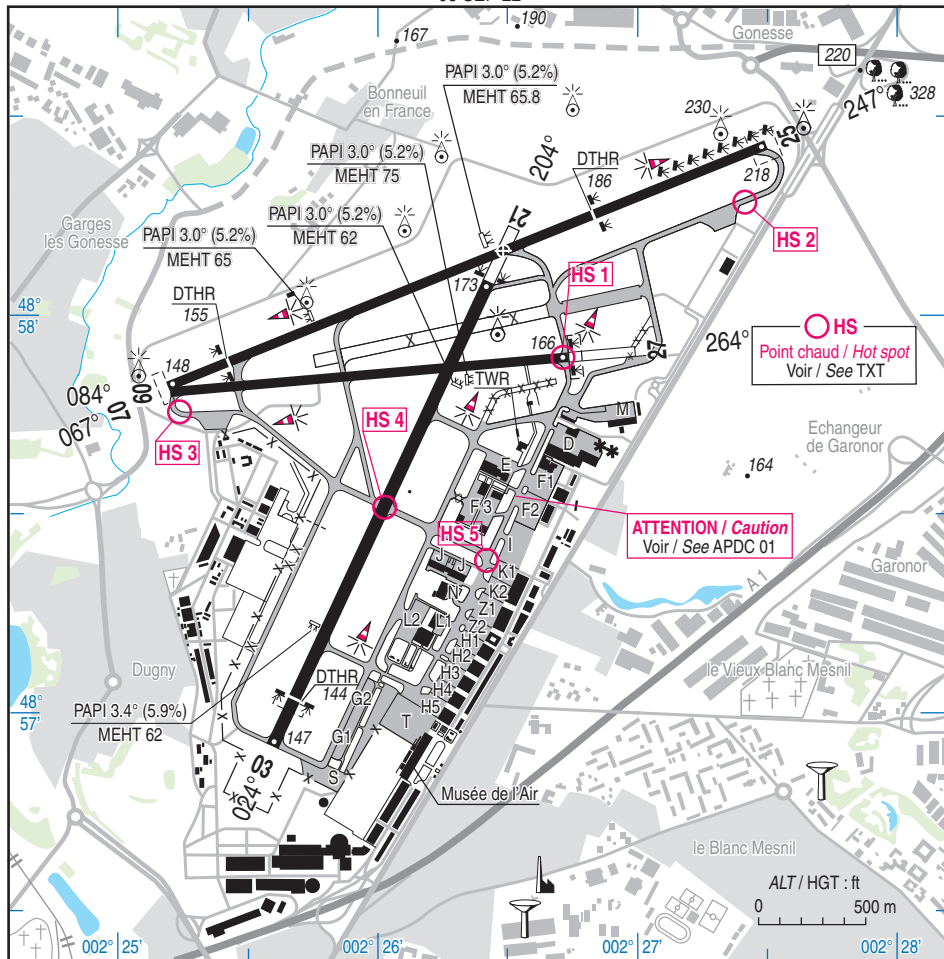 190
167
Gonesse
220
328
247°
PAPI 3.0° (5.2%)
MEHT 65.8
Bonneuil
en France
230
25
204°
PAPI 3.0° (5.2%)
MEHT 75
DTHR
186
218
Garges
lès Gonesse
PAPI 3.0° (5.2%)
MEHT 62
21
HS 2
PAPI 3.0° (5.2%)
MEHT 65
HS 1
173
DTHR
155
48°
58'
166
27
264°
HS
Point chaud / Hot spot
Voir / See TXT
148
084°
09
067°
07
TWR
HS 4
M
HS 3
D
Echangeur
de Garonor
E
164
F1
F 3
F2
ATTENTION / Caution
Voir / See APDC 01
HS 5
I
J
J
K1
A 1
Garonor
N
K2
Z1
L2
L1
Z2
H1
H2
le Vieux Blanc Mesnil
Dugny
H3
DTHR
144
H4
G2
H5
48°
57'
PAPI 3.4° (5.9%)
MEHT 62
T
147
G1
03
024°
S
Musée de l'Air
le Blanc Mesnil
ALT / HGT : ft
0
500 m
002°
25'
002°
26'
002°
27'
002°
28'